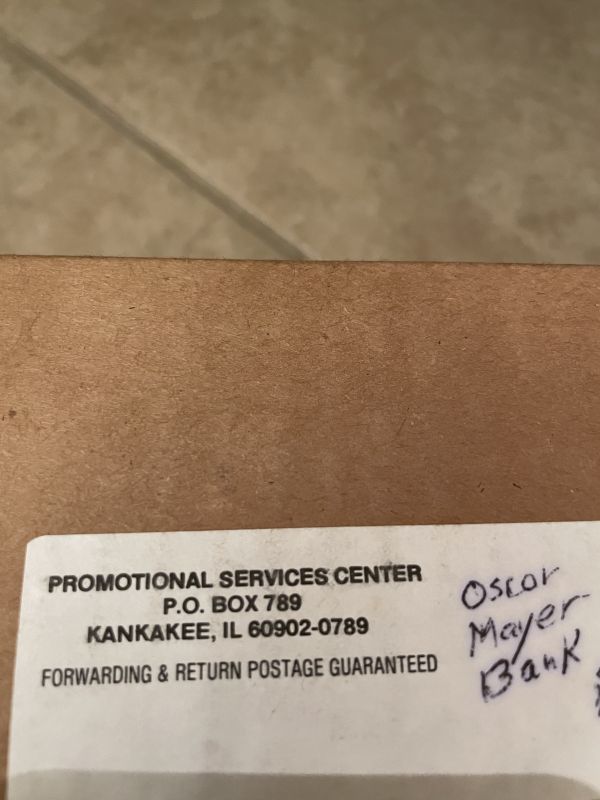 PROMOTIONAL SERVICES CENTER
P.O. BOX 789
KANKAKEE, IL 60902-0789
FORWARDING & RETURN POSTAGE GUARANTEED
Oscar
Mayer
Bank